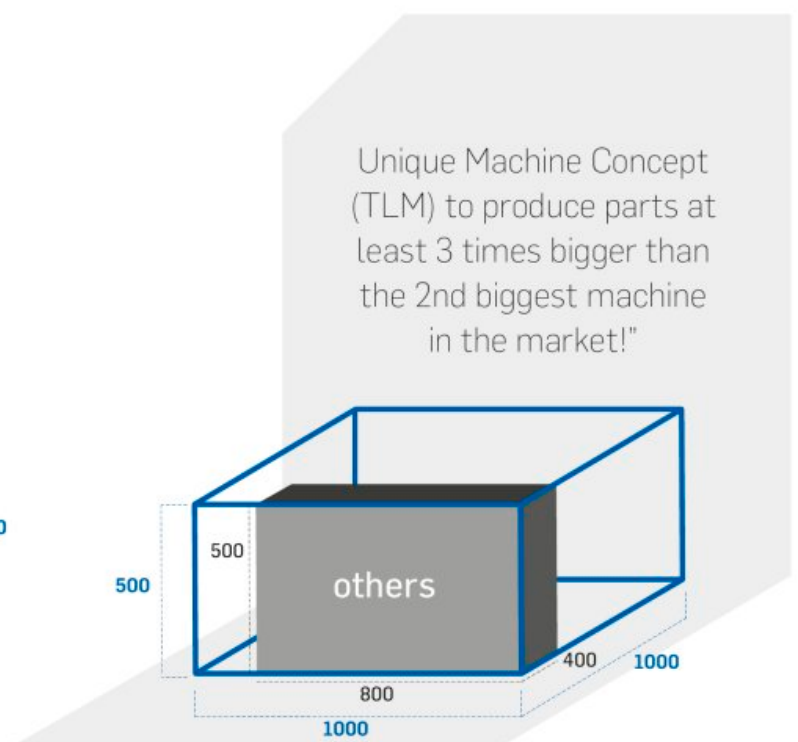 Unique Machine Concept
(TLM) to produce parts at
least 3 times bigger than
the 2nd biggest machine
in the market!”
0
500
500
others
400
1000
800
1000